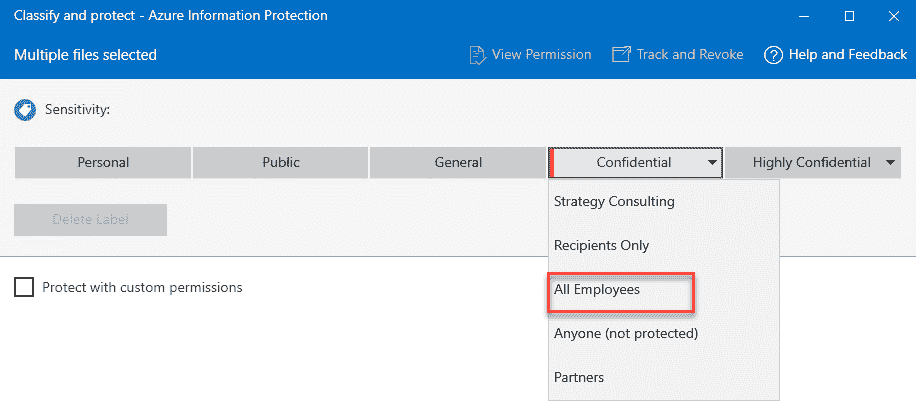 Classify and protect - Azure Information Protection
Multiple files selected
View Permission
Track and Revoke
Help and Feedback
Sensitivity:
Personal
Public
General
Confidential
Highly Confidential
Strategy Consulting
Delete Label
Recipients Only
Protect with custom permissions
All Employees
Anyone (not protected)
Partners